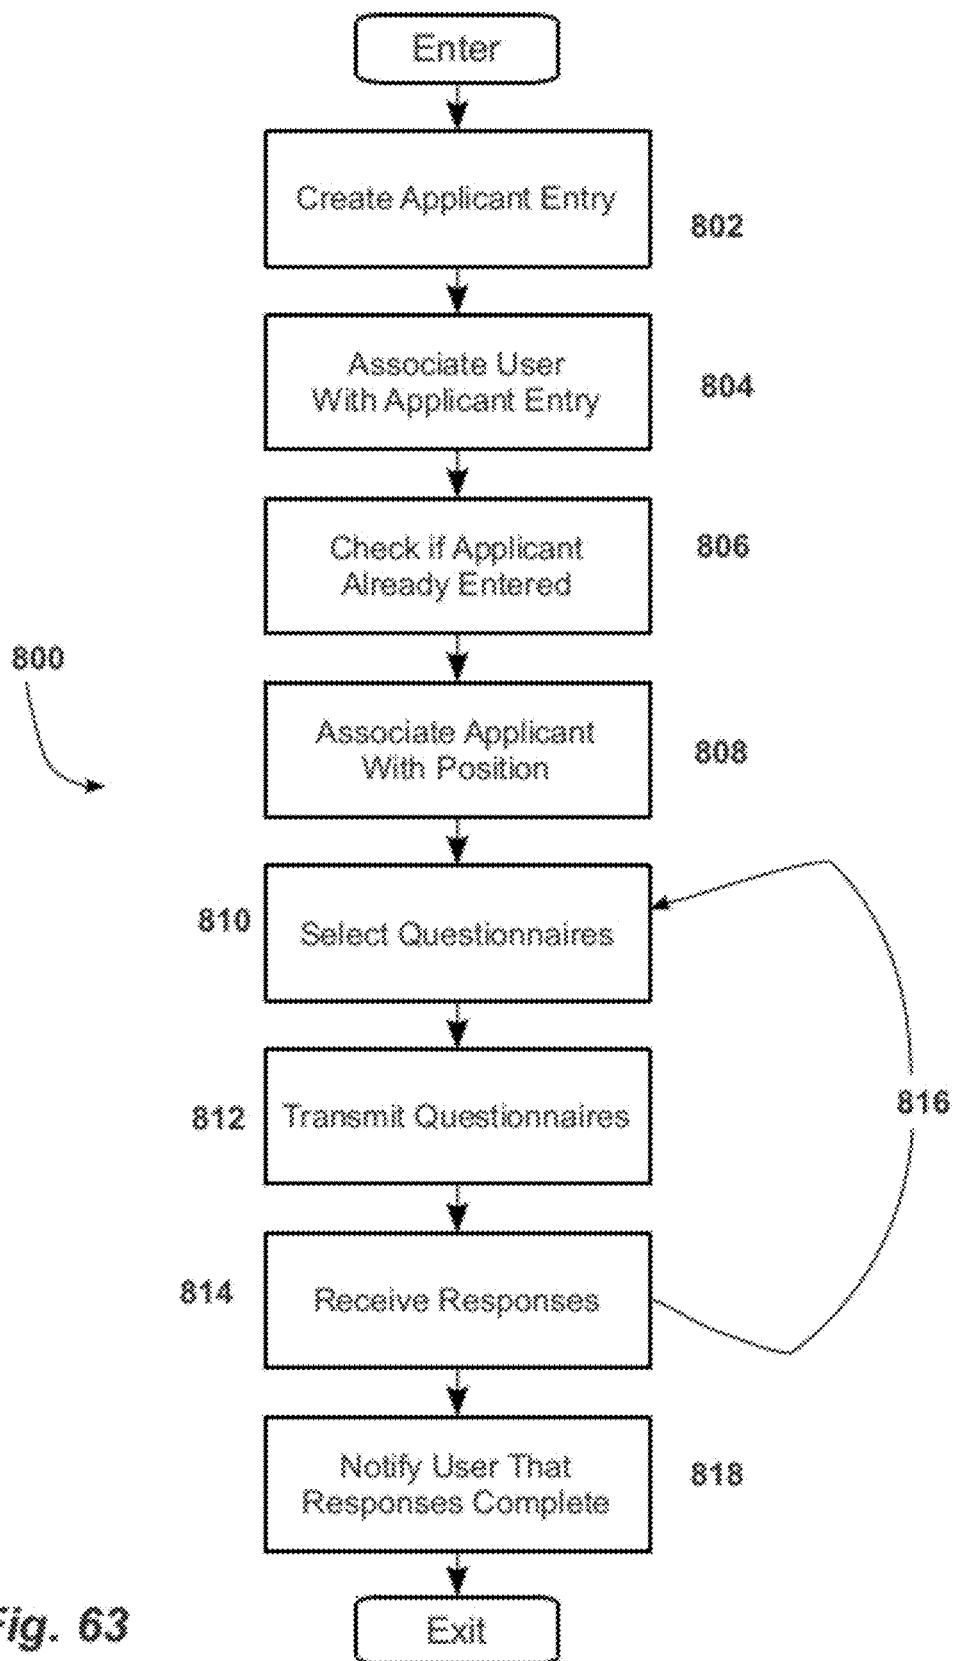 Enter
Create Applicant Entry
802
Associate User
With Applicant Entry
804
Check if Applicant
Already Entered
806
800
Associate Applicant
With Position
808
810
Select Questionnaires
812
Transmit Questionnaires
816
814
Receive Responses
Notify User That
Responses Complete
818
Exit
Fig. 63